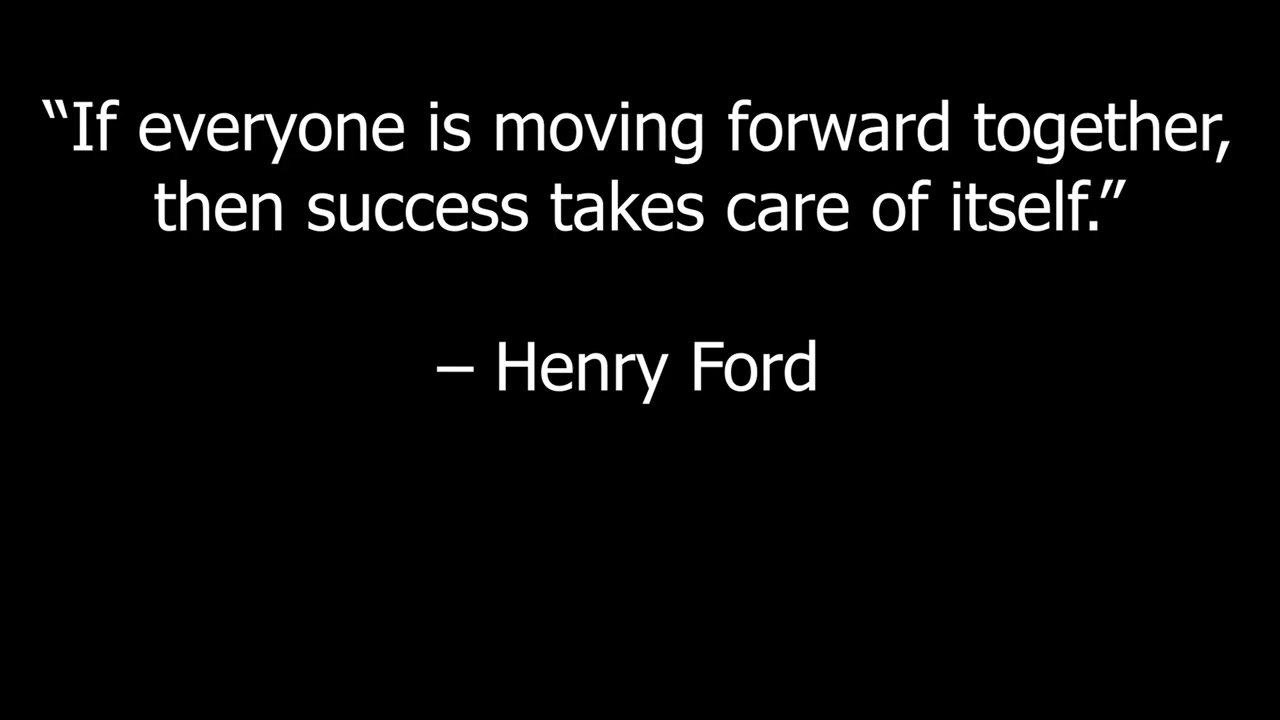 “If everyone is moving forward together,
then success takes care of itself.”
– Henry Ford